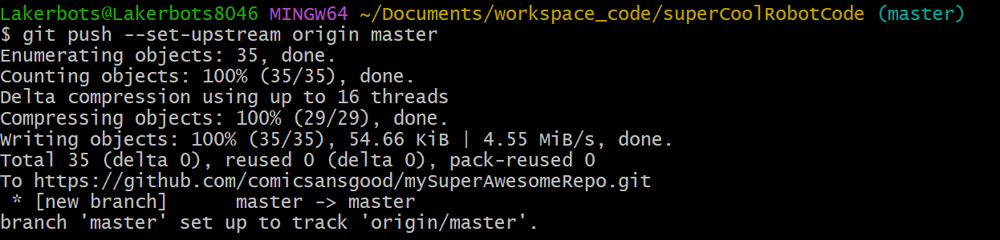 Lakerbots@Lakerbots8046 MINGW64 ~/Documents/workspace_code/superCoolRobotCode (master)
$ git push --set-upstream origin master
Enumerating objects: 35, done.
Counting objects: 100% (35/35), done.
Delta compression using up to 16 threads
Compressing objects: 100% (29/29), done.
Writing objects: 100% (35/35), 54.66 KiB | 4.55 MiB/s, done.
Total 35 (delta 0), reused 0 (delta 0), pack-reused 0
To https://github.com/comicsansgood/mySuperAwesomeRepo.git
 * [new branch]      master -> master
branch 'master' set up to track 'origin/master'.